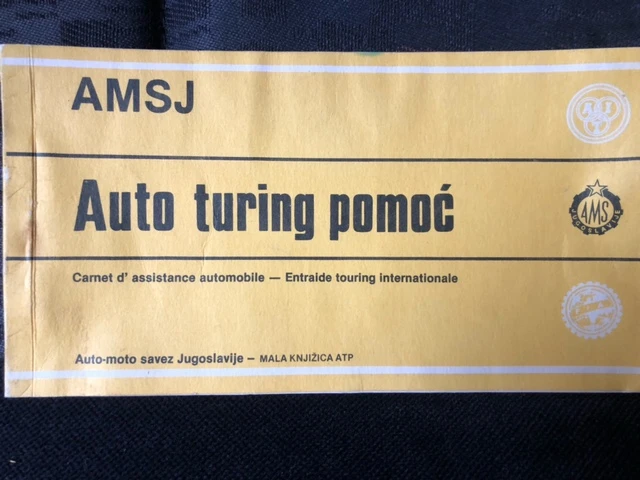 AMSJ
Auto turing pomoć
AMS
JUGOSLAVIJE
Carnet d' assistance automobile — Entraide touring internationale
Auto-moto savez Jugoslavije – MALA KNJIŽICA ATP